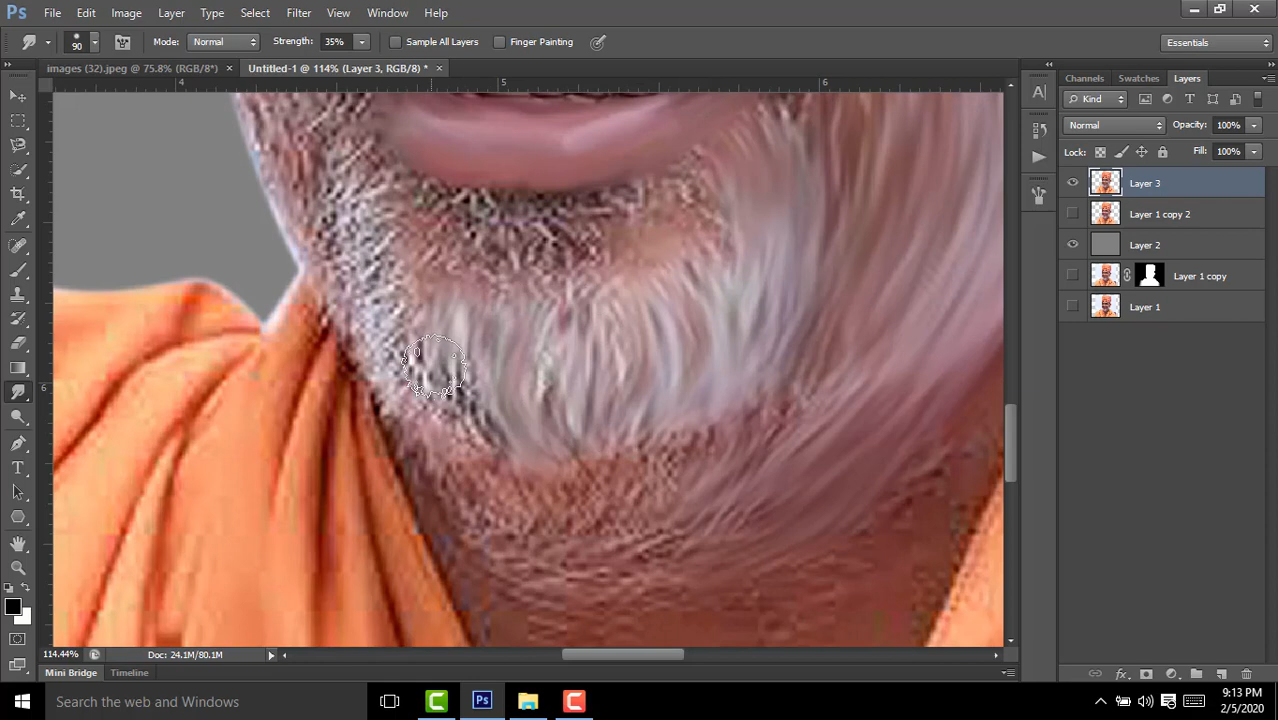 Ps File Edit Image Layer Type Select Filter View Window Help
90 Mode: Normal Strength: 35% Sample All Layers Finger Painting Essentials
images (32).jpeg @ 75.8% (RGB/8*) × Untitled-1 @ 114% (Layer 3, RGB/8) * ×
4 5 6
6
Channels Swatches Layers
Kind
Normal Opacity: 100%
Lock: Fill: 100%
Layer 3
Layer 1 copy 2
Layer 2
Layer 1 copy
Layer 1
114.44% Doc: 24.1M/80.1M
Mini Bridge Timeline
Search the web and Windows
9:13 PM
2/5/2020